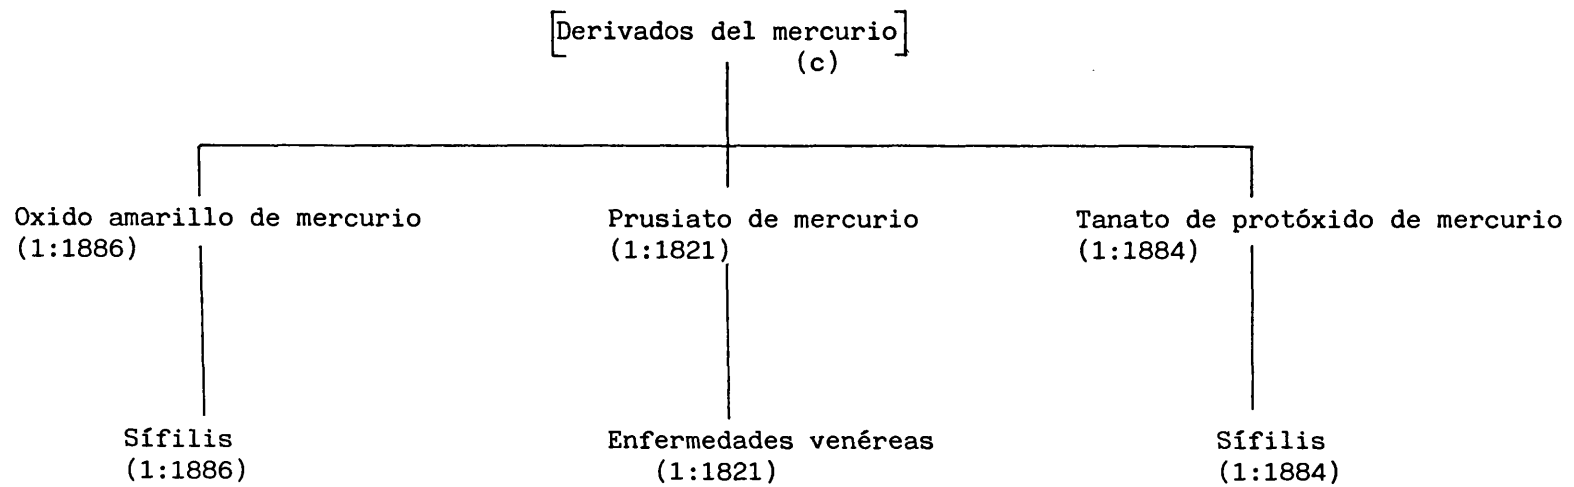 [Derivados del mercurio]
(c)
Oxido amarillo de mercurio
(1:1886)
Prusiato de mercurio
(1:1821)
Tanato de protóxido de mercurio
(1:1884)
Sífilis
(1:1886)
Enfermedades venéreas
(1:1821)
Sífilis
(1:1884)